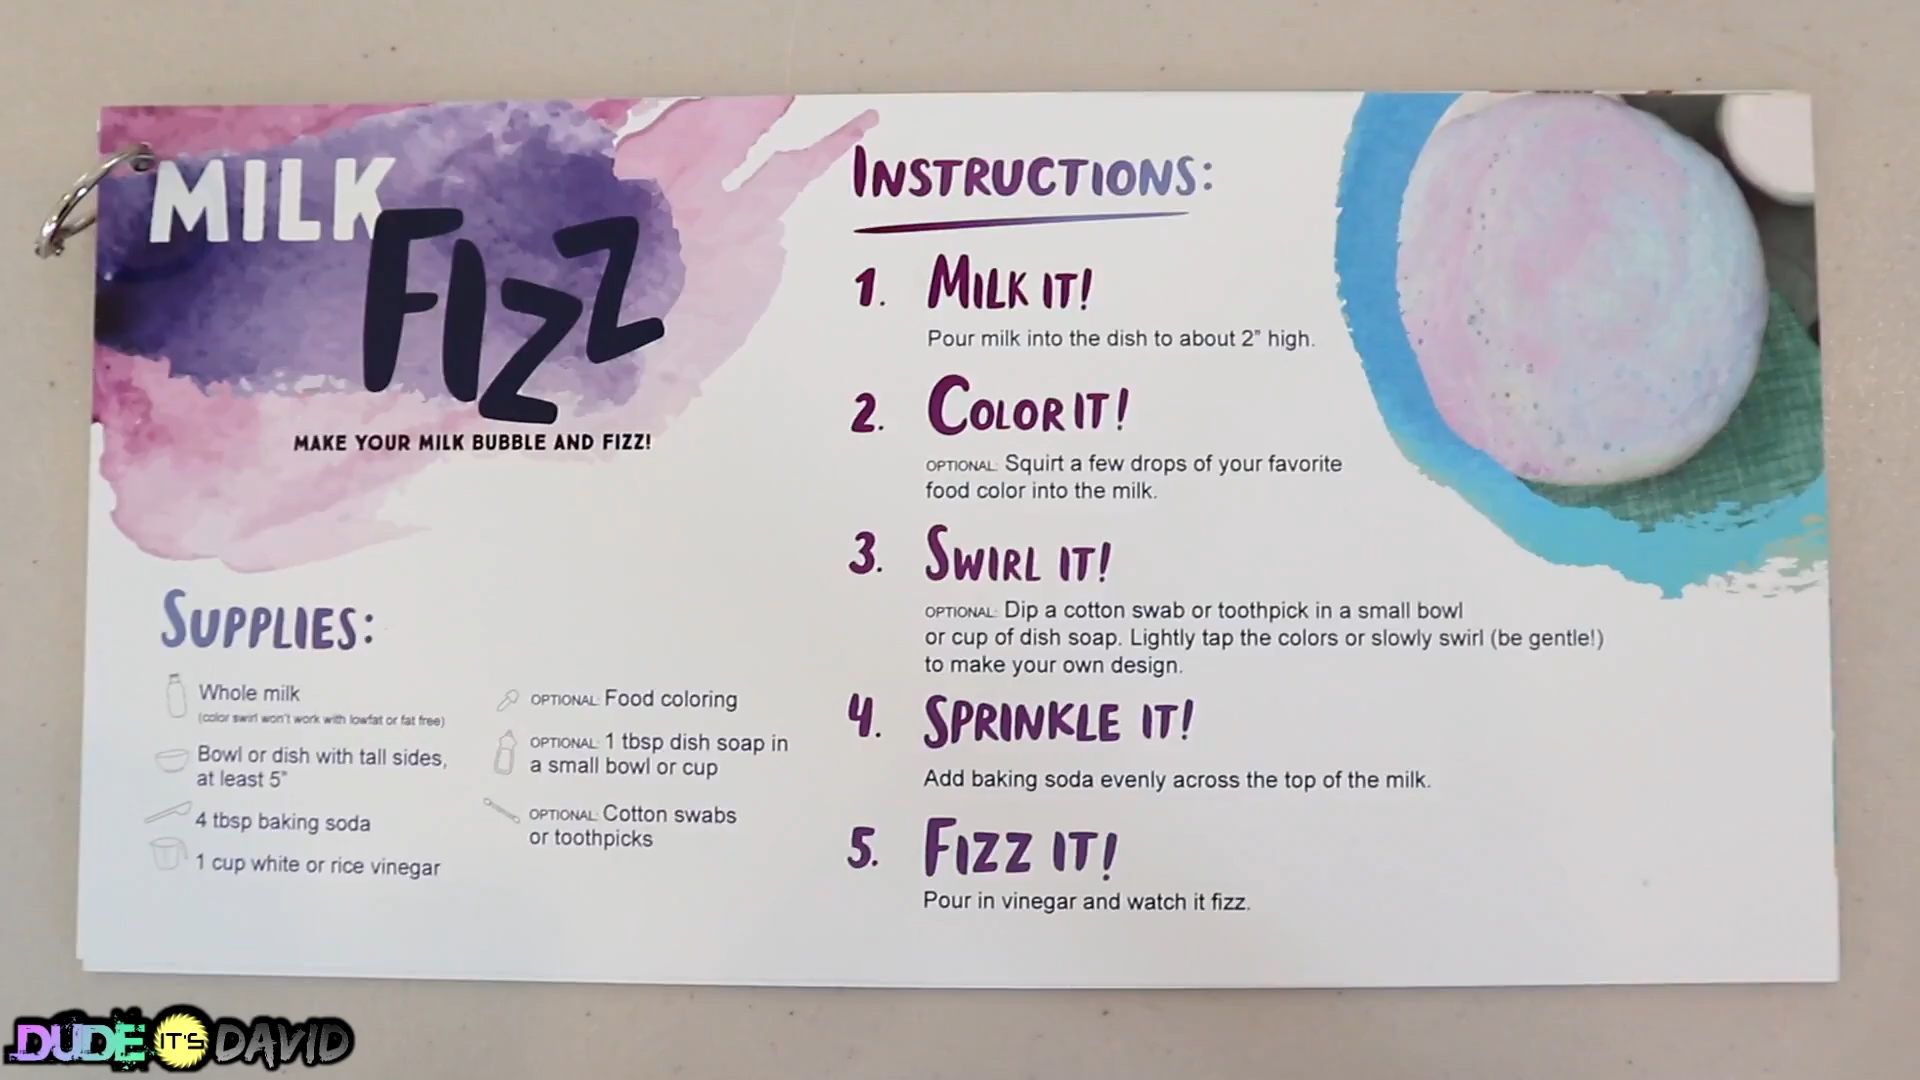 MILK
FIZZ
MAKE YOUR MILK BUBBLE AND FIZZ!
SUPPLIES:
Whole milk
(color swirl won't work with lowfat or fat free)
Bowl or dish with tall sides,
at least 5"
4 tbsp baking soda
1 cup white or rice vinegar
OPTIONAL: Food coloring
OPTIONAL: 1 tbsp dish soap in
a small bowl or cup
OPTIONAL: Cotton swabs
or toothpicks
INSTRUCTIONS:
1. MILK IT!
Pour milk into the dish to about 2" high.
2. COLOR IT!
OPTIONAL: Squirt a few drops of your favorite
food color into the milk.
3. SWIRL IT!
OPTIONAL: Dip a cotton swab or toothpick in a small bowl
or cup of dish soap. Lightly tap the colors or slowly swirl (be gentle!)
to make your own design.
4. SPRINKLE IT!
Add baking soda evenly across the top of the milk.
5. FIZZ IT!
Pour in vinegar and watch it fizz.
DUDE IT'S DAVID